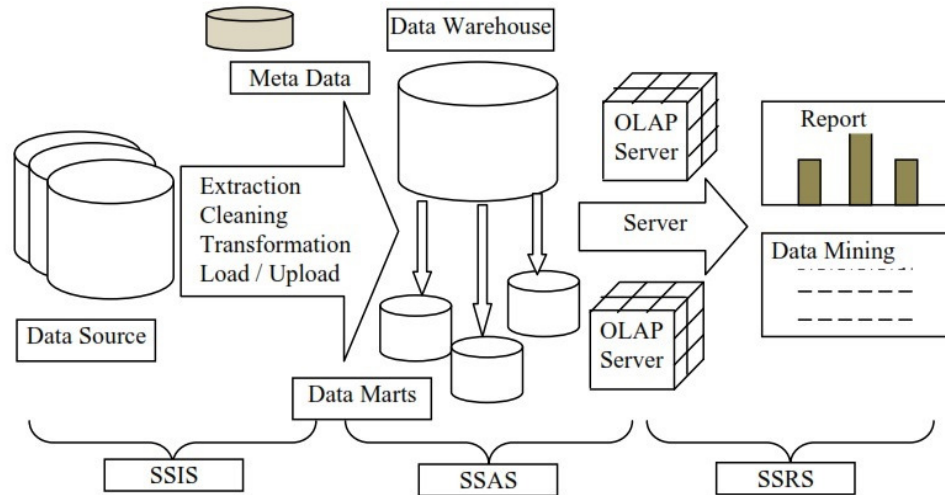 Data Warehouse
Meta Data
OLAP
Server
Report
Extraction
Cleaning
Transformation
Load / Upload
Server
Data Mining
Data Source
OLAP
Server
Data Marts
SSIS
SSAS
SSRS